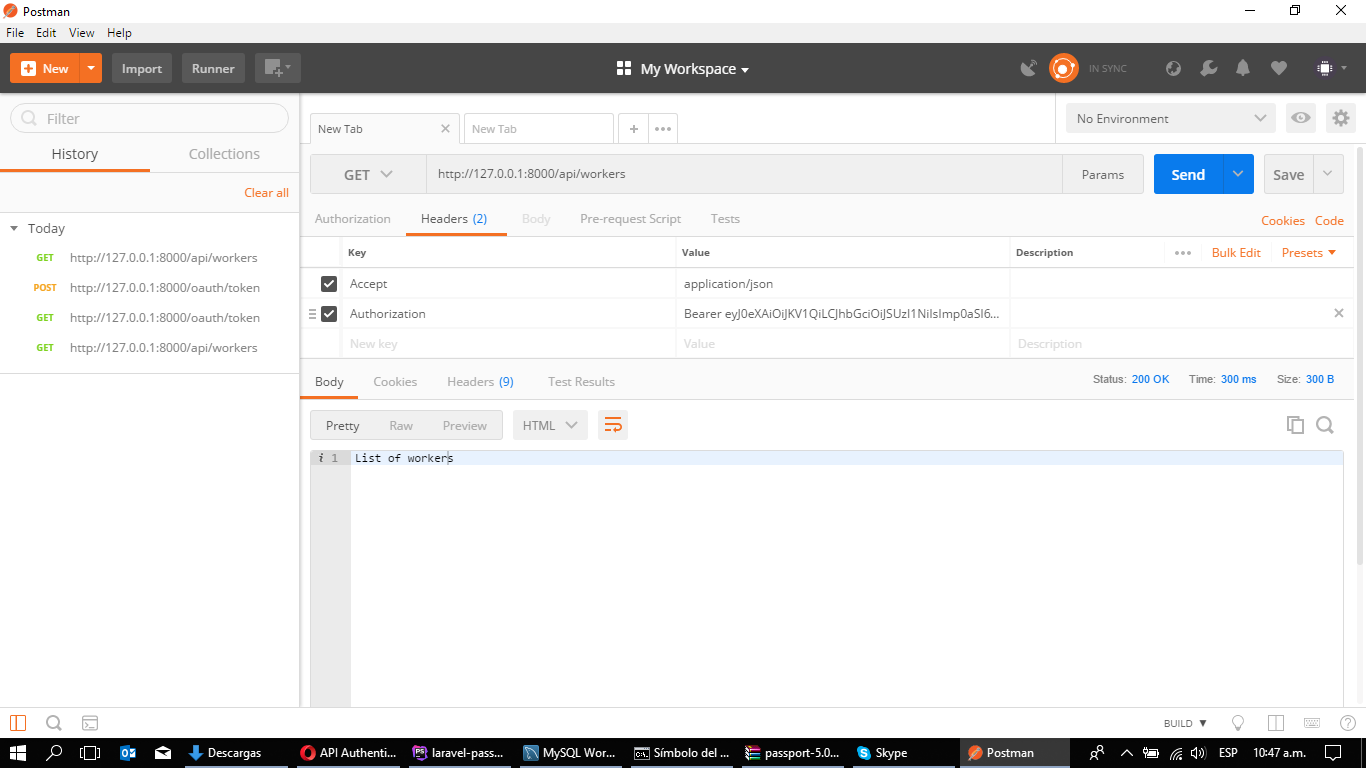 Postman
File Edit View Help
New Import Runner My Workspace IN SYNC
Filter
History Collections
Clear all
Today
GET http://127.0.0.1:8000/api/workers
POST http://127.0.0.1:8000/oauth/token
GET http://127.0.0.1:8000/oauth/token
GET http://127.0.0.1:8000/api/workers
New Tab New Tab No Environment
GET http://127.0.0.1:8000/api/workers Params Send Save
Authorization Headers (2) Body Pre-request Script Tests Cookies Code
Key Value Description Bulk Edit Presets
Accept application/json
Authorization Bearer eyJ0eXAiOiJKV1QiLCJhbGciOiJSUzI1NiIsImp0aSI6...
New key Value Description
Body Cookies Headers (9) Test Results Status: 200 OK Time: 300 ms Size: 300 B
Pretty Raw Preview HTML
i 1 List of workers
BUILD
Descargas API Authenti... laravel-pass... MySQL Wor... Símbolo del ... passport-5.0... Skype Postman ESP 10:47 a.m.